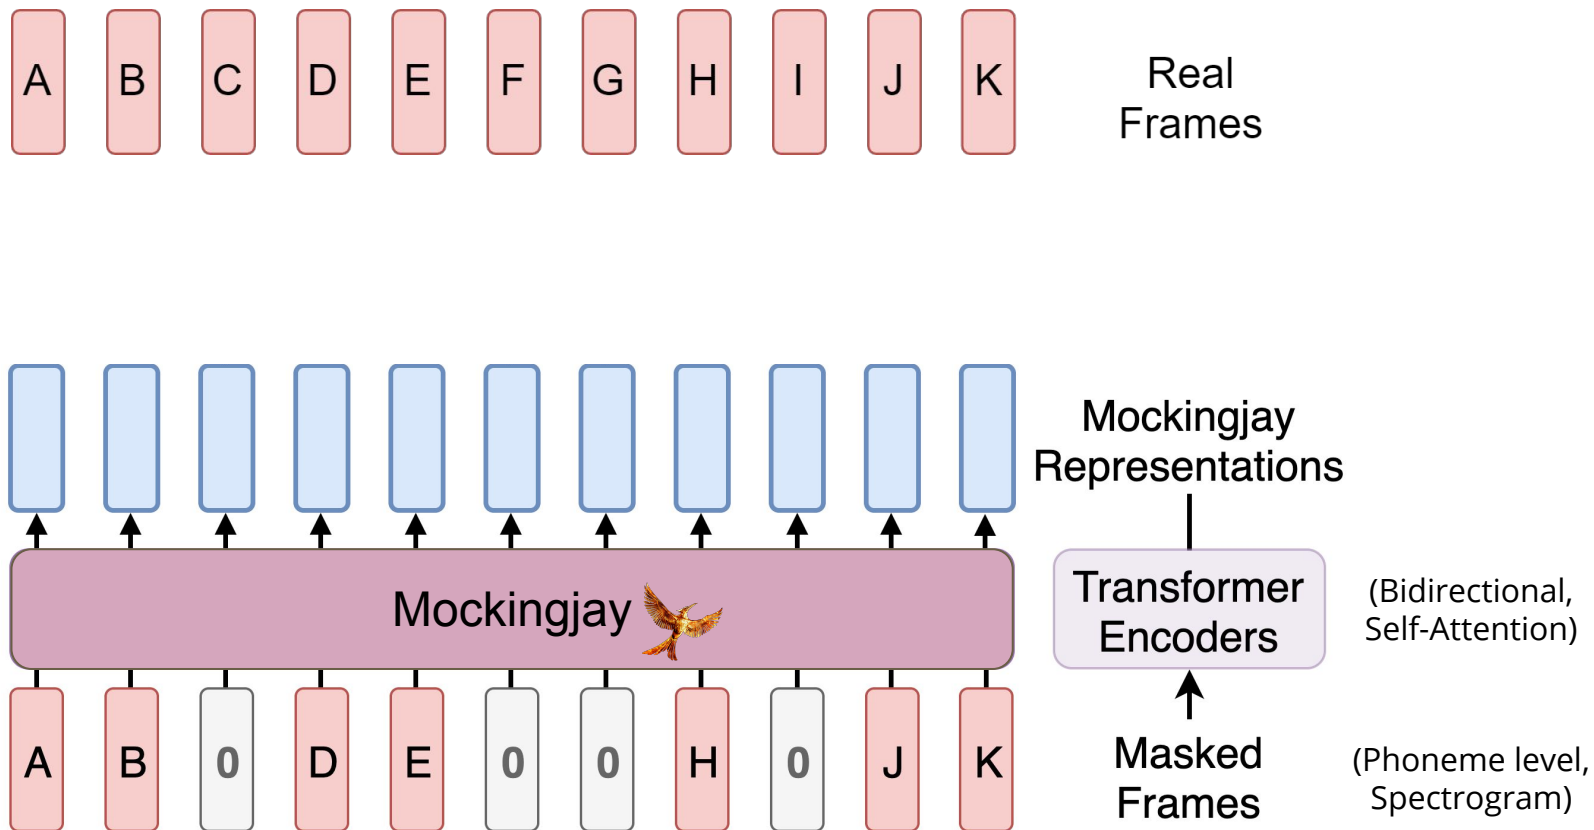 A B C D E F G H I J K
Real
Frames
Mockingjay
Representations
Mockingjay
Transformer
Encoders
(Bidirectional,
Self-Attention)
A B 0 D E 0 0 H 0 J K
Masked
Frames
(Phoneme level,
Spectrogram)